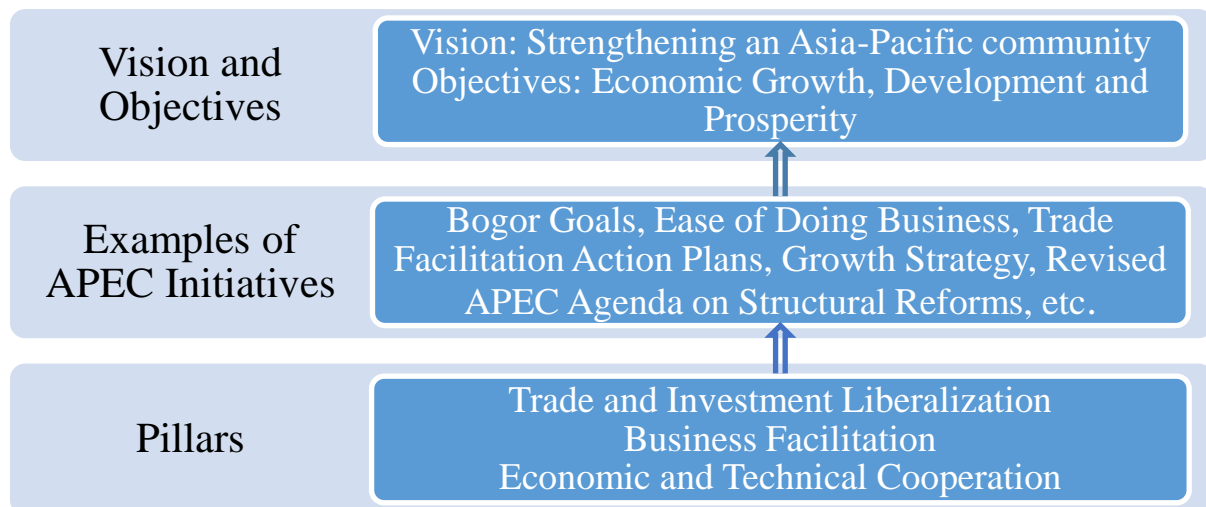 Vision and
Objectives
Vision: Strengthening an Asia-Pacific community
Objectives: Economic Growth, Development and
Prosperity
Examples of
APEC Initiatives
Bogor Goals, Ease of Doing Business, Trade
Facilitation Action Plans, Growth Strategy, Revised
APEC Agenda on Structural Reforms, etc.
Pillars
Trade and Investment Liberalization
Business Facilitation
Economic and Technical Cooperation